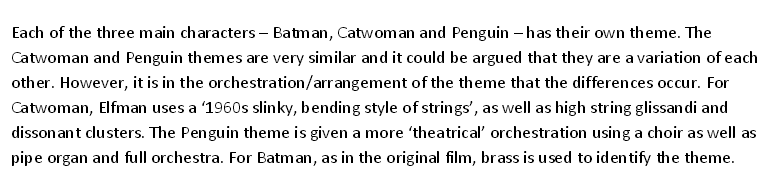 Each of the three main characters – Batman, Catwoman and Penguin – has their own theme. The
Catwoman and Penguin themes are very similar and it could be argued that they are a variation of each
other. However, it is in the orchestration/arrangement of the theme that the differences occur. For
Catwoman, Elfman uses a ‘1960s slinky, bending style of strings’, as well as high string glissandi and
dissonant clusters. The Penguin theme is given a more ‘theatrical’ orchestration using a choir as well as
pipe organ and full orchestra. For Batman, as in the original film, brass is used to identify the theme.